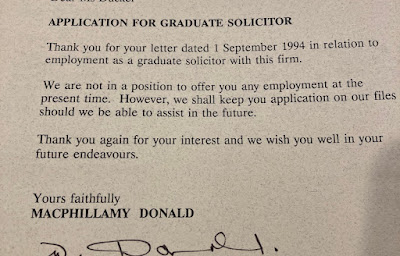 Dear Ms Ducker
APPLICATION FOR GRADUATE SOLICITOR
Thank you for your letter dated 1 September 1994 in relation to
employment as a graduate solicitor with this firm.
We are not in a position to offer you any employment at the
present time. However, we shall keep you application on our files
should we be able to assist in the future.
Thank you again for your interest and we wish you well in your
future endeavours.
Yours faithfully
MACPHILLAMY DONALD